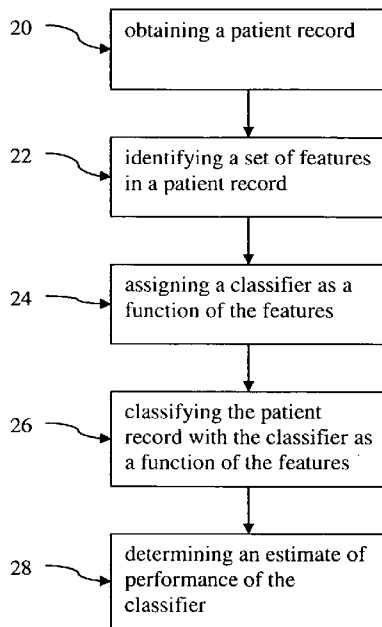 20
obtaining a patient record
22
identifying a set of features
in a patient record
24
assigning a classifier as a
function of the features
26
classifying the patient
record with the classifier as
a function of the features
28
determining an estimate of
performance of the
classifier